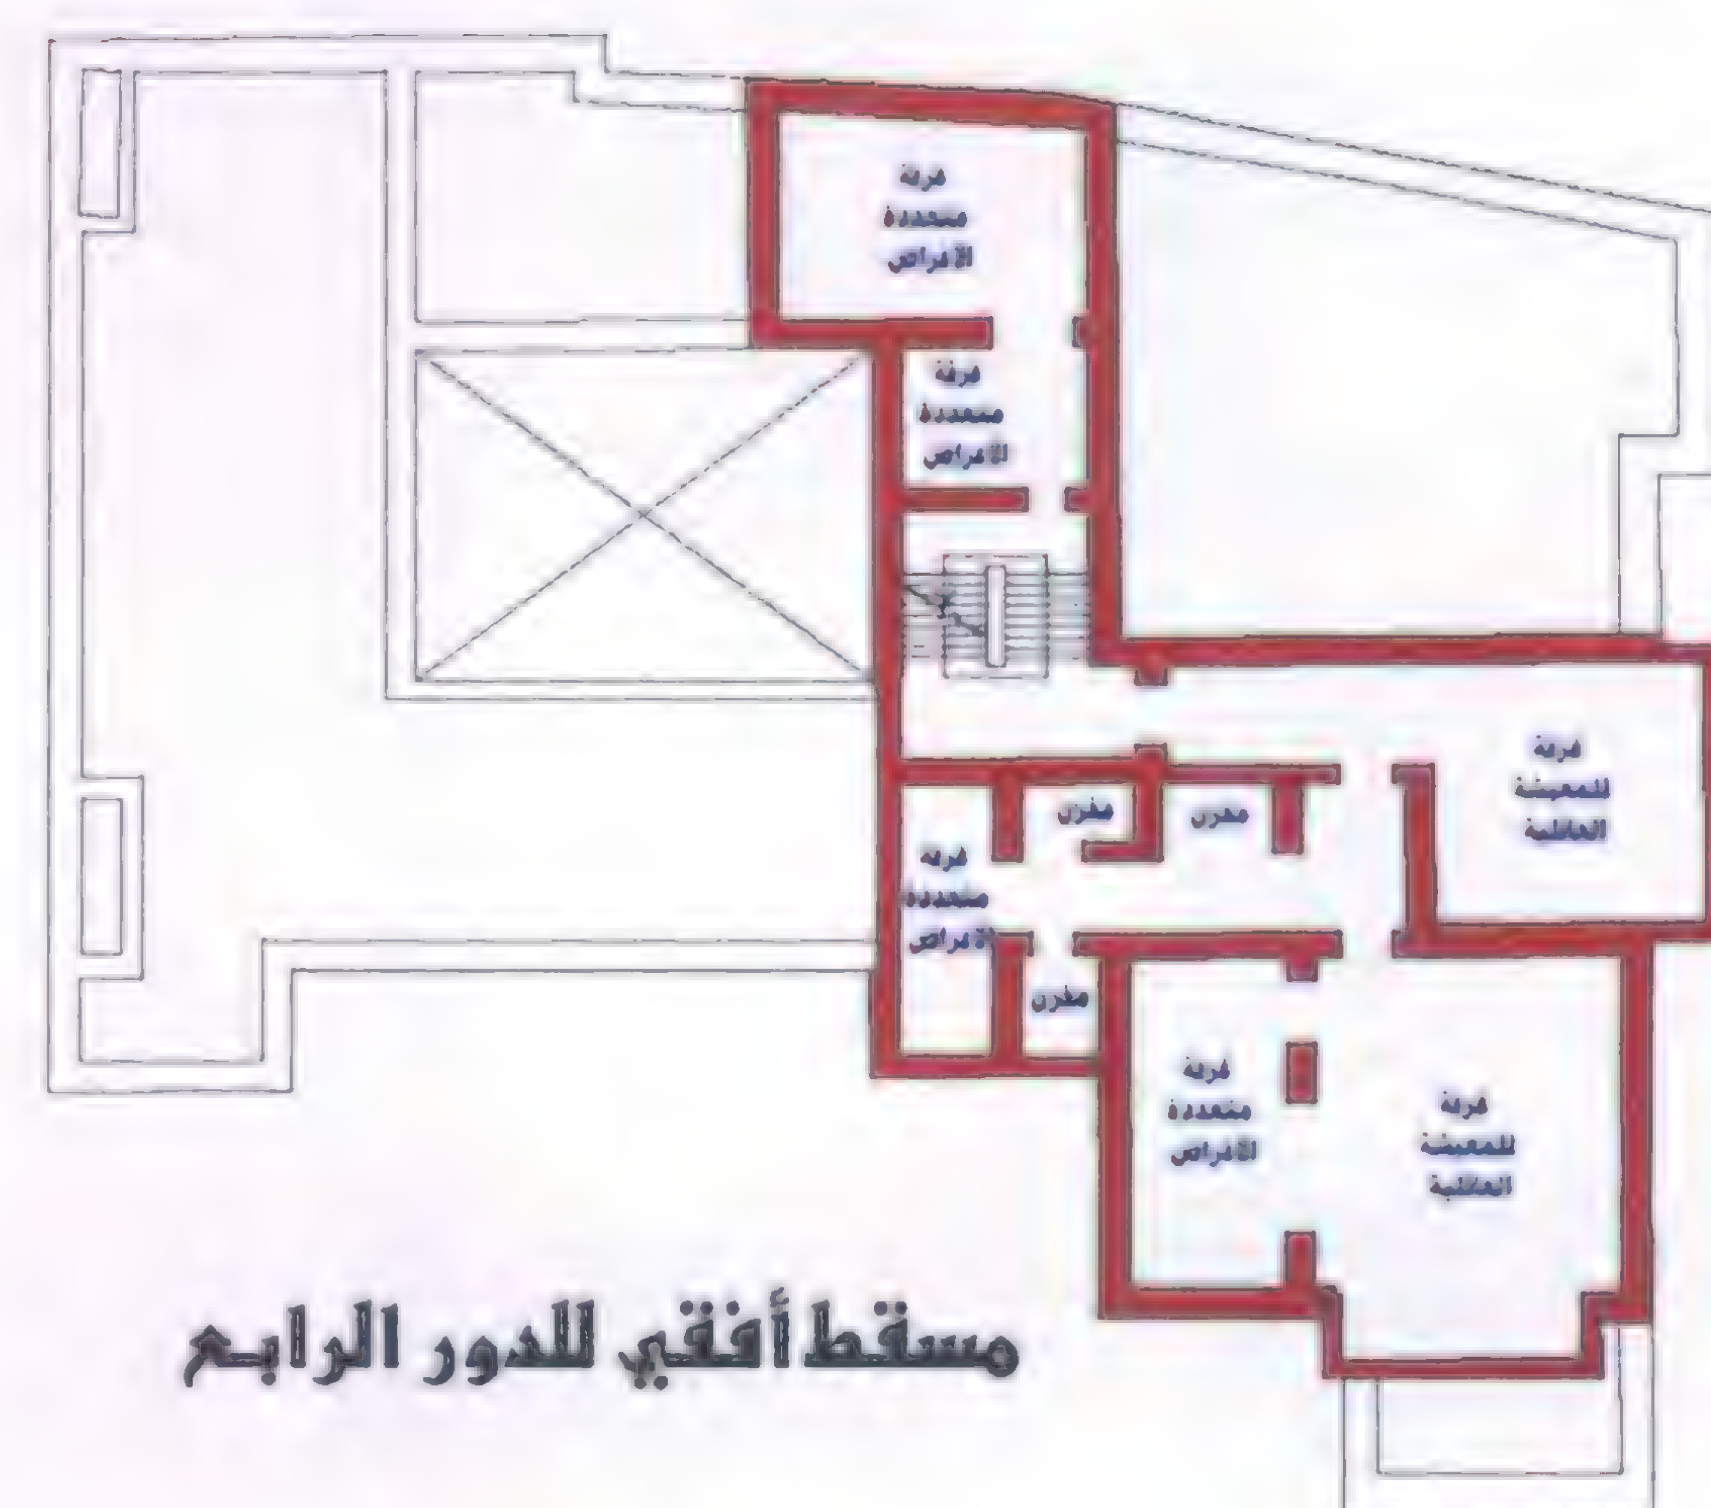 غرفة
متعددة
الأغراض
غرفة
متعددة
الأغراض
غرفة
للمعيشة
العائلية
مخزن
مخزن
غرفة
متعددة
الأغراض
مخزن
غرفة
متعددة
الأغراض
غرفة
للمعيشة
العائلية
مسقط أفقي للدور الرابع